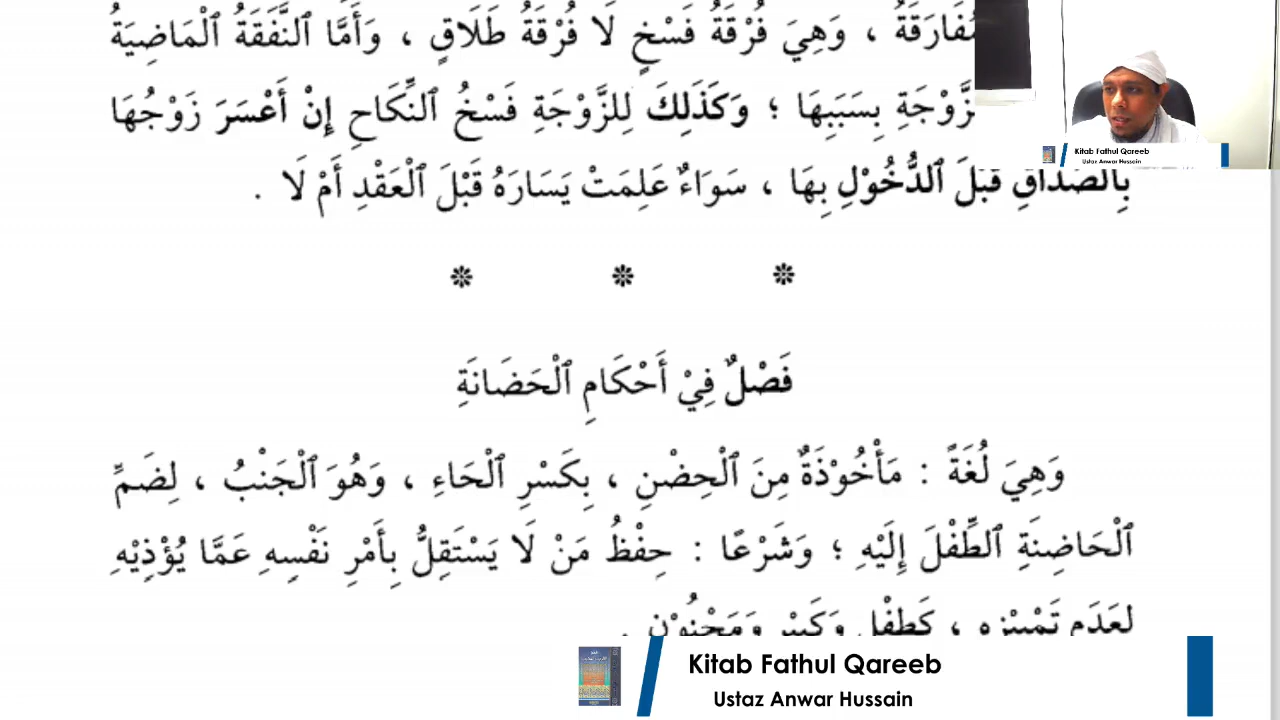 مُفَارَقَةُ ، وَهِيَ فُرْقَةُ فَسْخٍ لَا فُرْقَةُ طَلَاقٍ ، وَأَمَّا ٱلنَّفَقَةُ ٱلْمَاضِيَةُ
زَّوْجَةِ بِسَبَبِهَا ؛ وَكَذَلِكَ لِلزَّوْجَةِ فَسْخُ ٱلنِّكَاحِ إِنْ أَعْسَرَ زَوْجُهَا
بِٱلصَّدَاقِ قَبْلَ ٱلدُّخُوْلِ بِهَا ، سَوَاءٌ عَلِمَتْ يَسَارَهُ قَبْلَ ٱلْعَقْدِ أَمْ لَا .
فَصْلٌ فِيْ أَحْكَامِ ٱلْحَضَانَةِ
وَهِيَ لُغَةً : مَأْخُوْذَةٌ مِنَ ٱلْحِضْنِ ، بِكَسْرِ ٱلْحَاءِ ، وَهُوَ ٱلْجَنْبُ ، لِضَمِّ
ٱلْحَاضِنَةِ ٱلطِّفْلَ إِلَيْهِ ؛ وَشَرْعًا : حِفْظُ مَنْ لَا يَسْتَقِلُّ بِأَمْرِ نَفْسِهِ عَمَّا يُؤْذِيْهِ
لِعَدَمِ تَمْيِيْزِهِ ، كَطِفْلٍ وَكَبِيْرٍ وَمَجْنُوْنٍ .
Kitab Fathul Qareeb
Ustaz Anwar Hussain
Kitab Fathul Qareeb
Ustaz Anwar Hussain